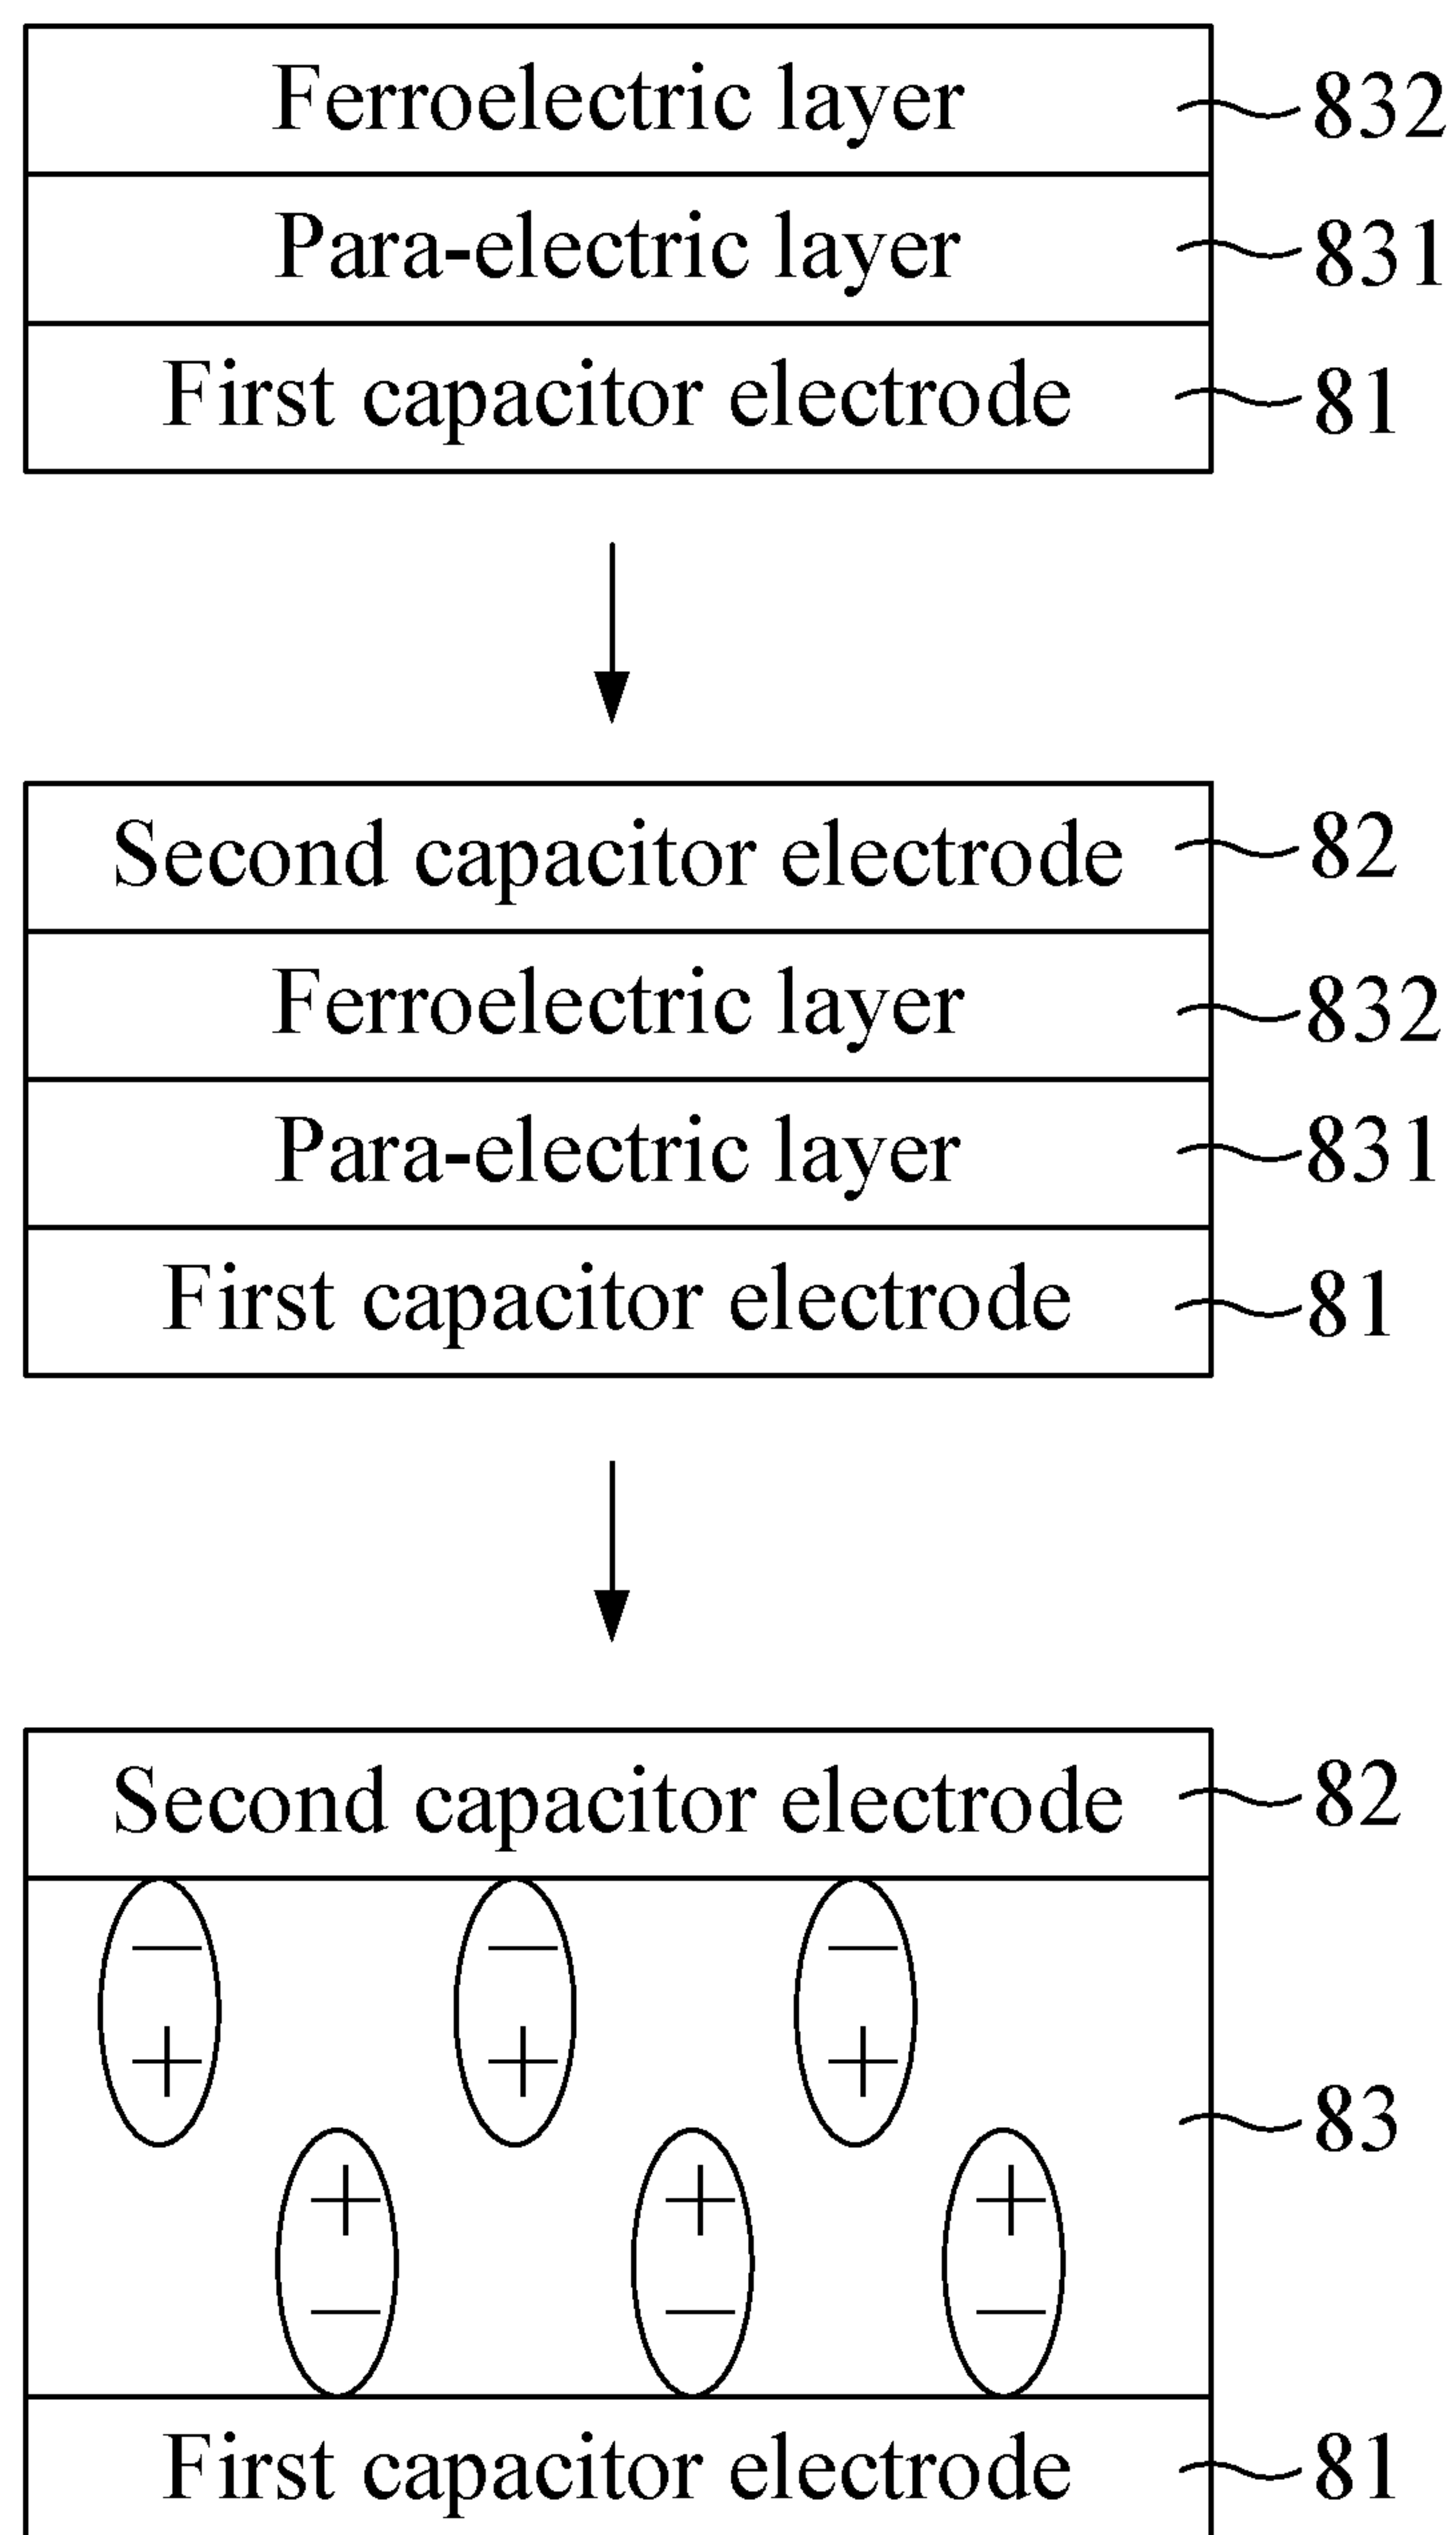 Ferroelectric layer 832
Para-electric layer 831
First capacitor electrode 81
Second capacitor electrode 82
Ferroelectric layer 832
Para-electric layer 831
First capacitor electrode 81
Second capacitor electrode 82
− − −
+ + +
83
+ + +
− − −
First capacitor electrode 81